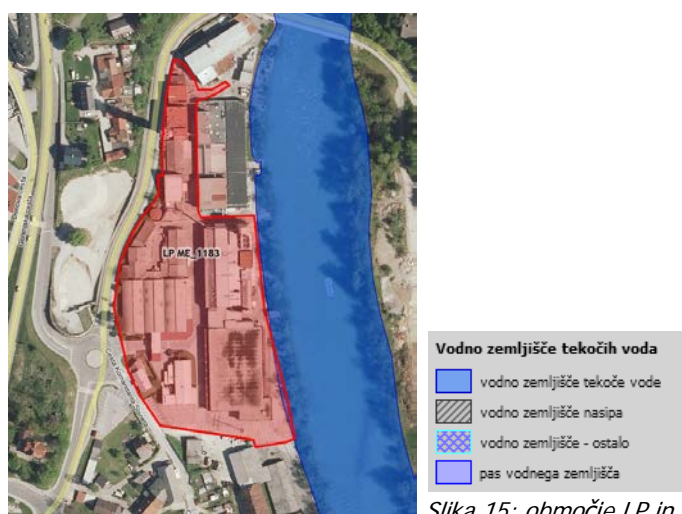 LP ME_1183
Vodno zemljišče tekočih voda
vodno zemljišče tekoče vode
vodno zemljišče nasipa
vodno zemljišče - ostalo
pas vodnega zemljišča
Slika 15: območje LP in